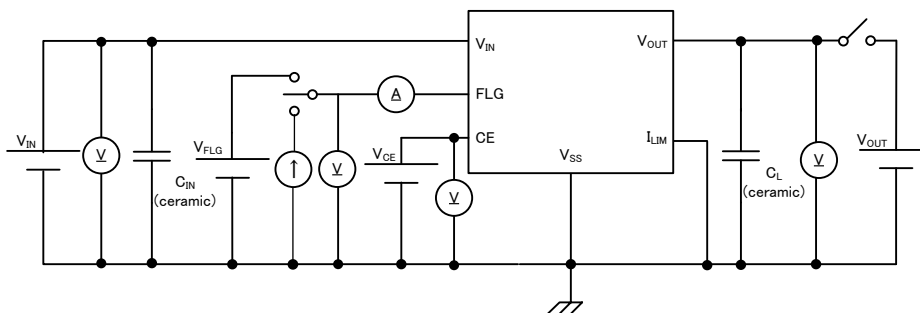 VIN
VOUT
FLG
A
VIN
V
VFLG
↑
V
VCE
CE
VSS
ILIM
VOUT
V
V
CIN
(ceramic)
CL
(ceramic)